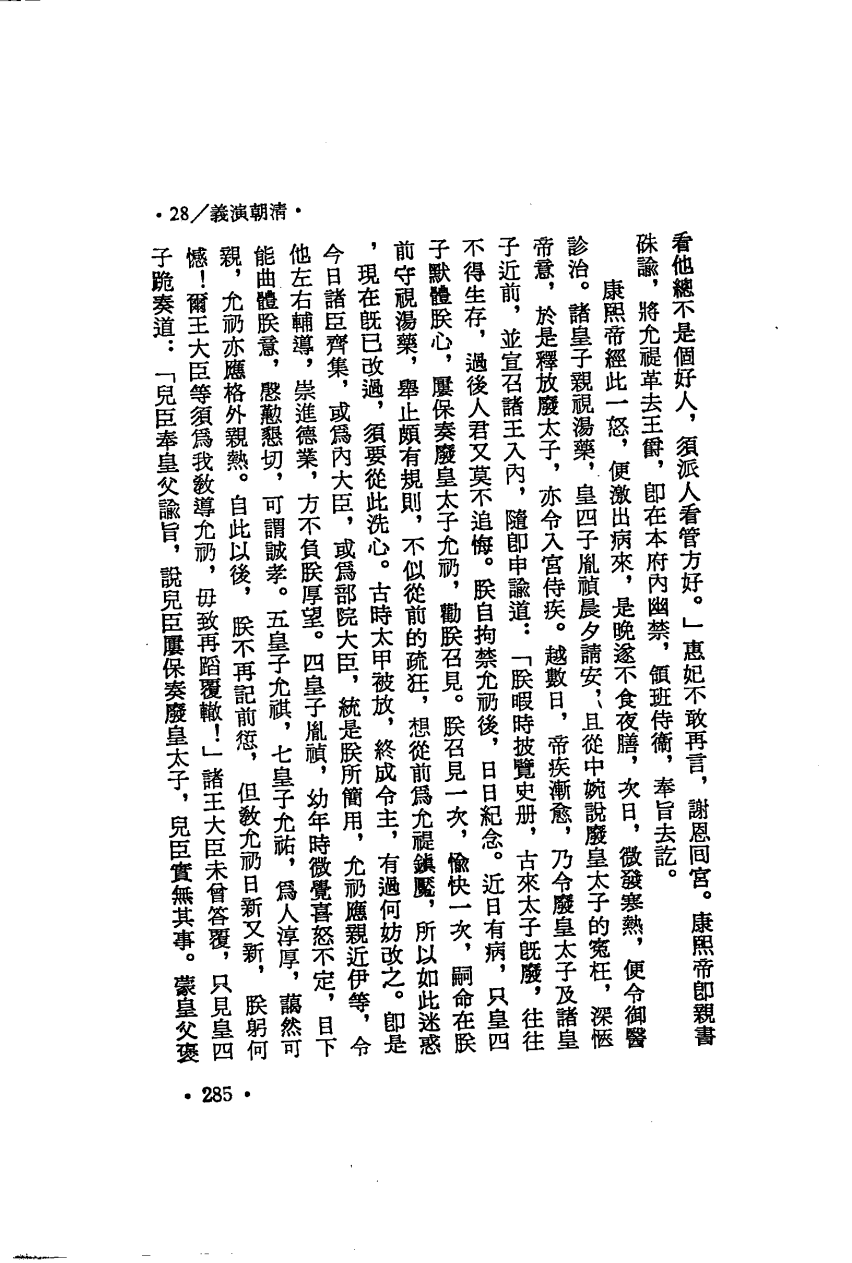 •28／義演朝清•
看他總不是個好人，須派人看管方好。」惠妃不敢再言，謝恩回宮。康熙帝卽親書
硃諭，將允禔革去王爵，卽在本府內幽禁，領班侍衞，奉旨去訖。
康熙帝經此一怒，便激出病來，是晚遂不食夜膳，次日，微發寒熱，便令御醫
診治。諸皇子親視湯藥，皇四子胤禎晨夕請安，且從中婉說廢皇太子的寃枉，深愜
帝意，於是釋放廢太子，亦令入宮侍疾。越數日，帝疾漸愈，乃令廢皇太子及諸皇
子近前，並宣召諸王入內，隨卽申諭道：「朕暇時披覽史册，古來太子旣廢，往往
不得生存，過後人君又莫不追悔。朕自拘禁允礽後，日日紀念。近日有病，只皇四
子默體朕心，屢保奏廢皇太子允礽，勸朕召見。朕召見一次，愉快一次，嗣命在朕
前守視湯藥，舉止頗有規則，不似從前的疏狂，想從前爲允禔鎭魘，所以如此迷惑
，現在旣已改過，須要從此洗心。古時太甲被放，終成令主，有過何妨改之。卽是
今日諸臣齊集，或爲內大臣，或爲部院大臣，統是朕所簡用，允礽應親近伊等，令
他左右輔導，崇進德業，方不負朕厚望。四皇子胤禎，幼年時微覺喜怒不定，目下
能曲體朕意，慇懃懇切，可謂誠孝。五皇子允祺，七皇子允祐，爲人淳厚，藹然可
親，允礽亦應格外親熱。自此以後，朕不再記前愆，但敎允礽日新又新，朕躬何
憾！爾王大臣等須爲我敎導允礽，毋致再蹈覆轍！」諸王大臣未曾答覆，只見皇四
子跪奏道：「兒臣奉皇父諭旨，說兒臣屢保奏廢皇太子，兒臣實無其事。蒙皇父褒
•285•